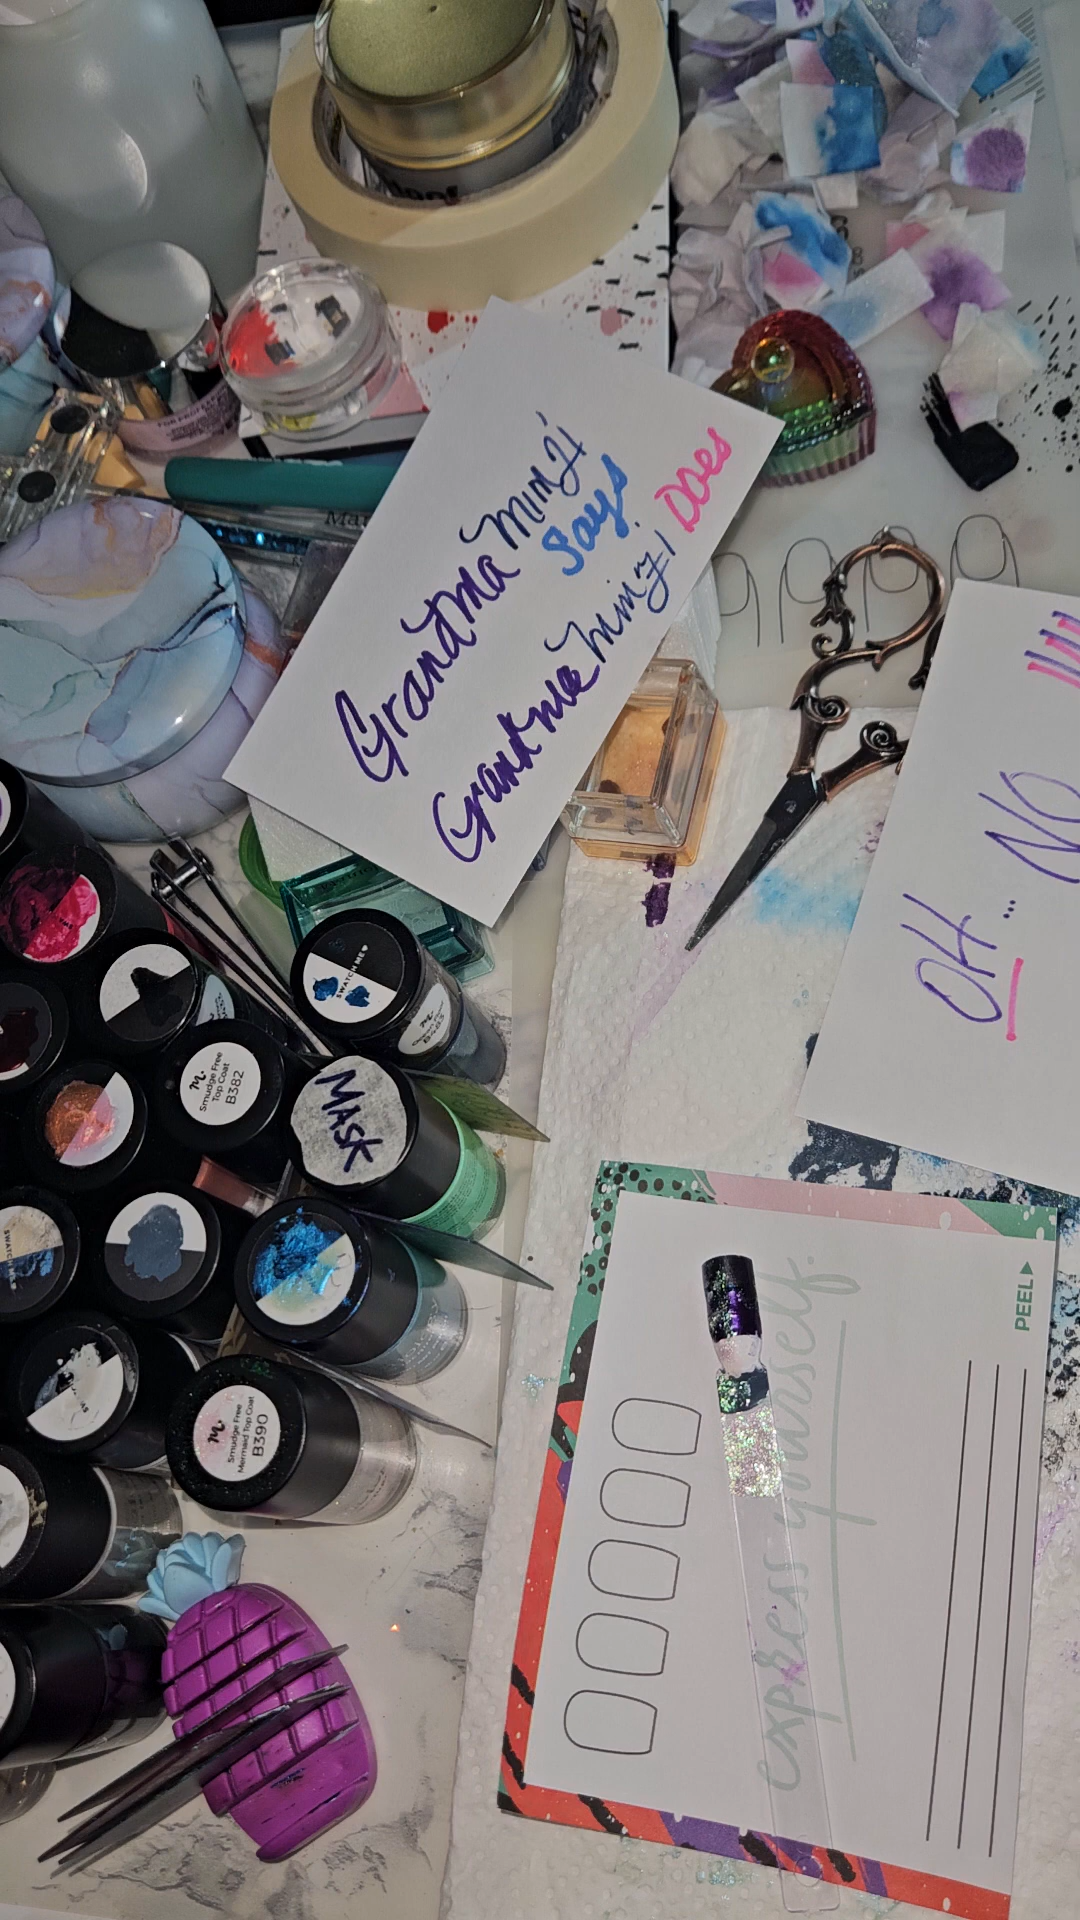 Grandma Mimzi
Says
Grandma Mimzi Does
OH... NO
SWATCH ME
MASK
m.
Smudge Free
Top Coat
B382
m.
Smudge Free
Mermaid Top Coat
B390
PEEL
express yourself.